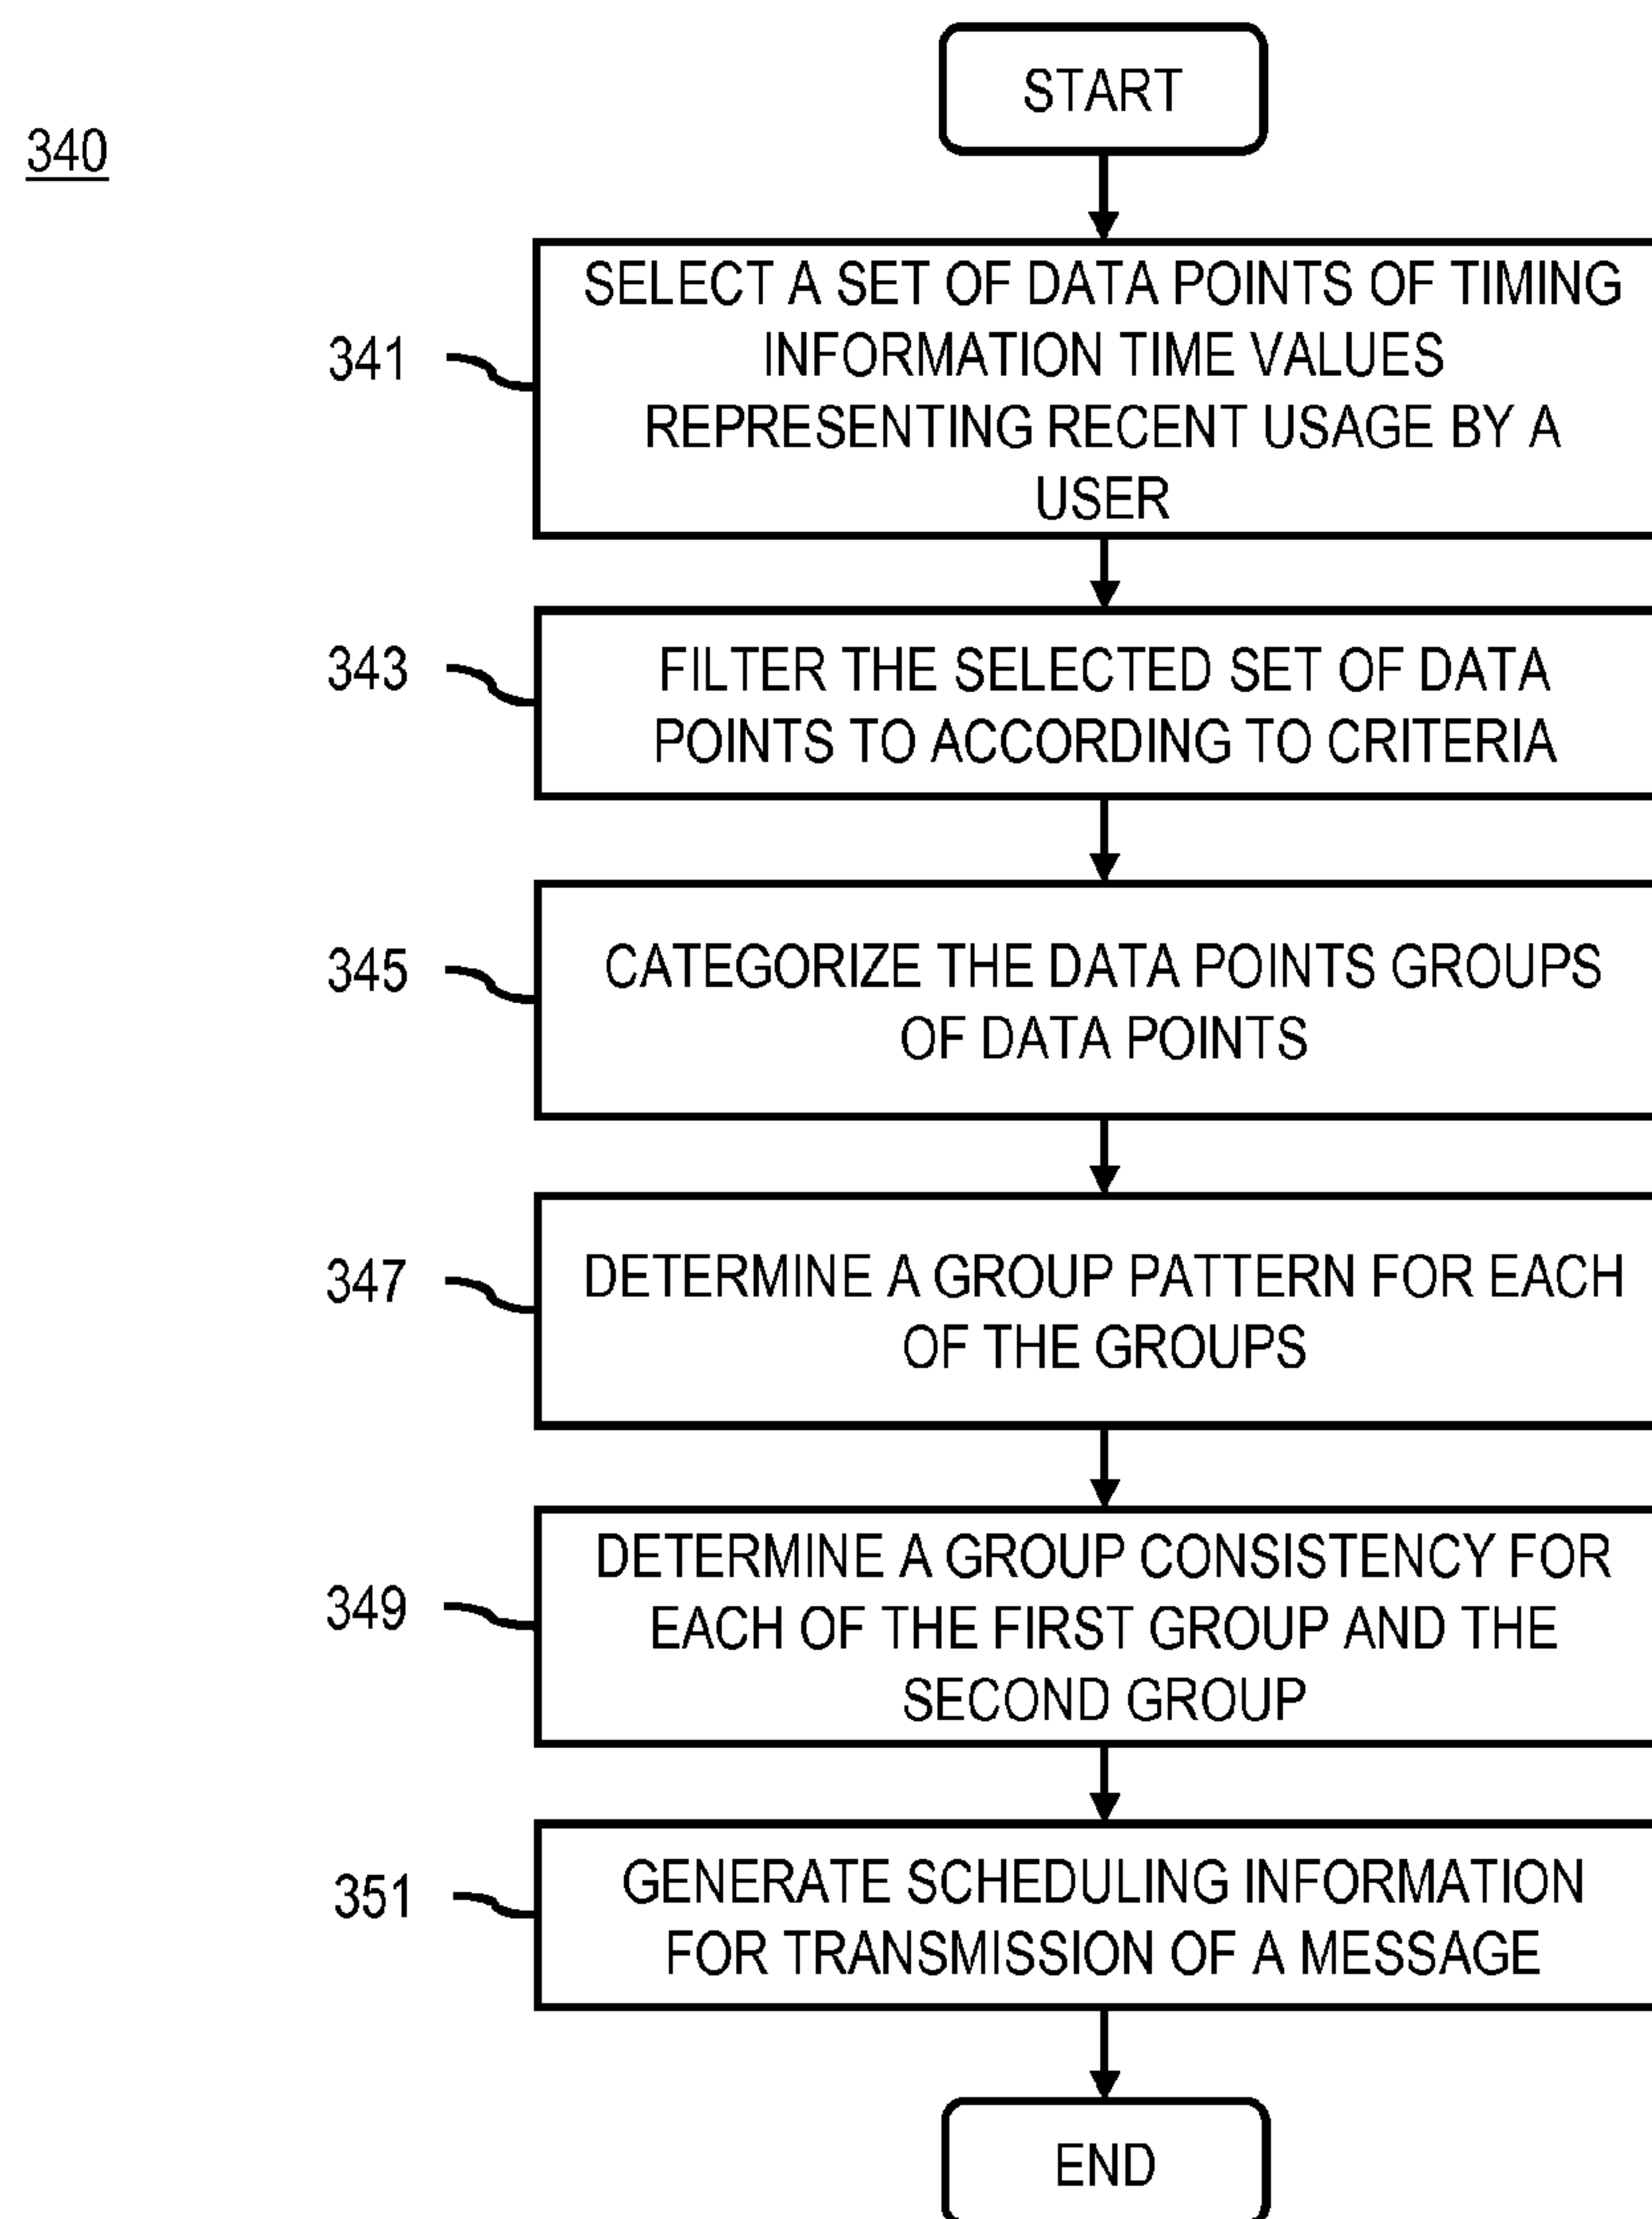 START
340
341
SELECT A SET OF DATA POINTS OF TIMING
INFORMATION TIME VALUES
REPRESENTING RECENT USAGE BY A
USER
343
FILTER THE SELECTED SET OF DATA
POINTS TO ACCORDING TO CRITERIA
345
CATEGORIZE THE DATA POINTS GROUPS
OF DATA POINTS
347
DETERMINE A GROUP PATTERN FOR EACH
OF THE GROUPS
349
DETERMINE A GROUP CONSISTENCY FOR
EACH OF THE FIRST GROUP AND THE
SECOND GROUP
351
GENERATE SCHEDULING INFORMATION
FOR TRANSMISSION OF A MESSAGE
END